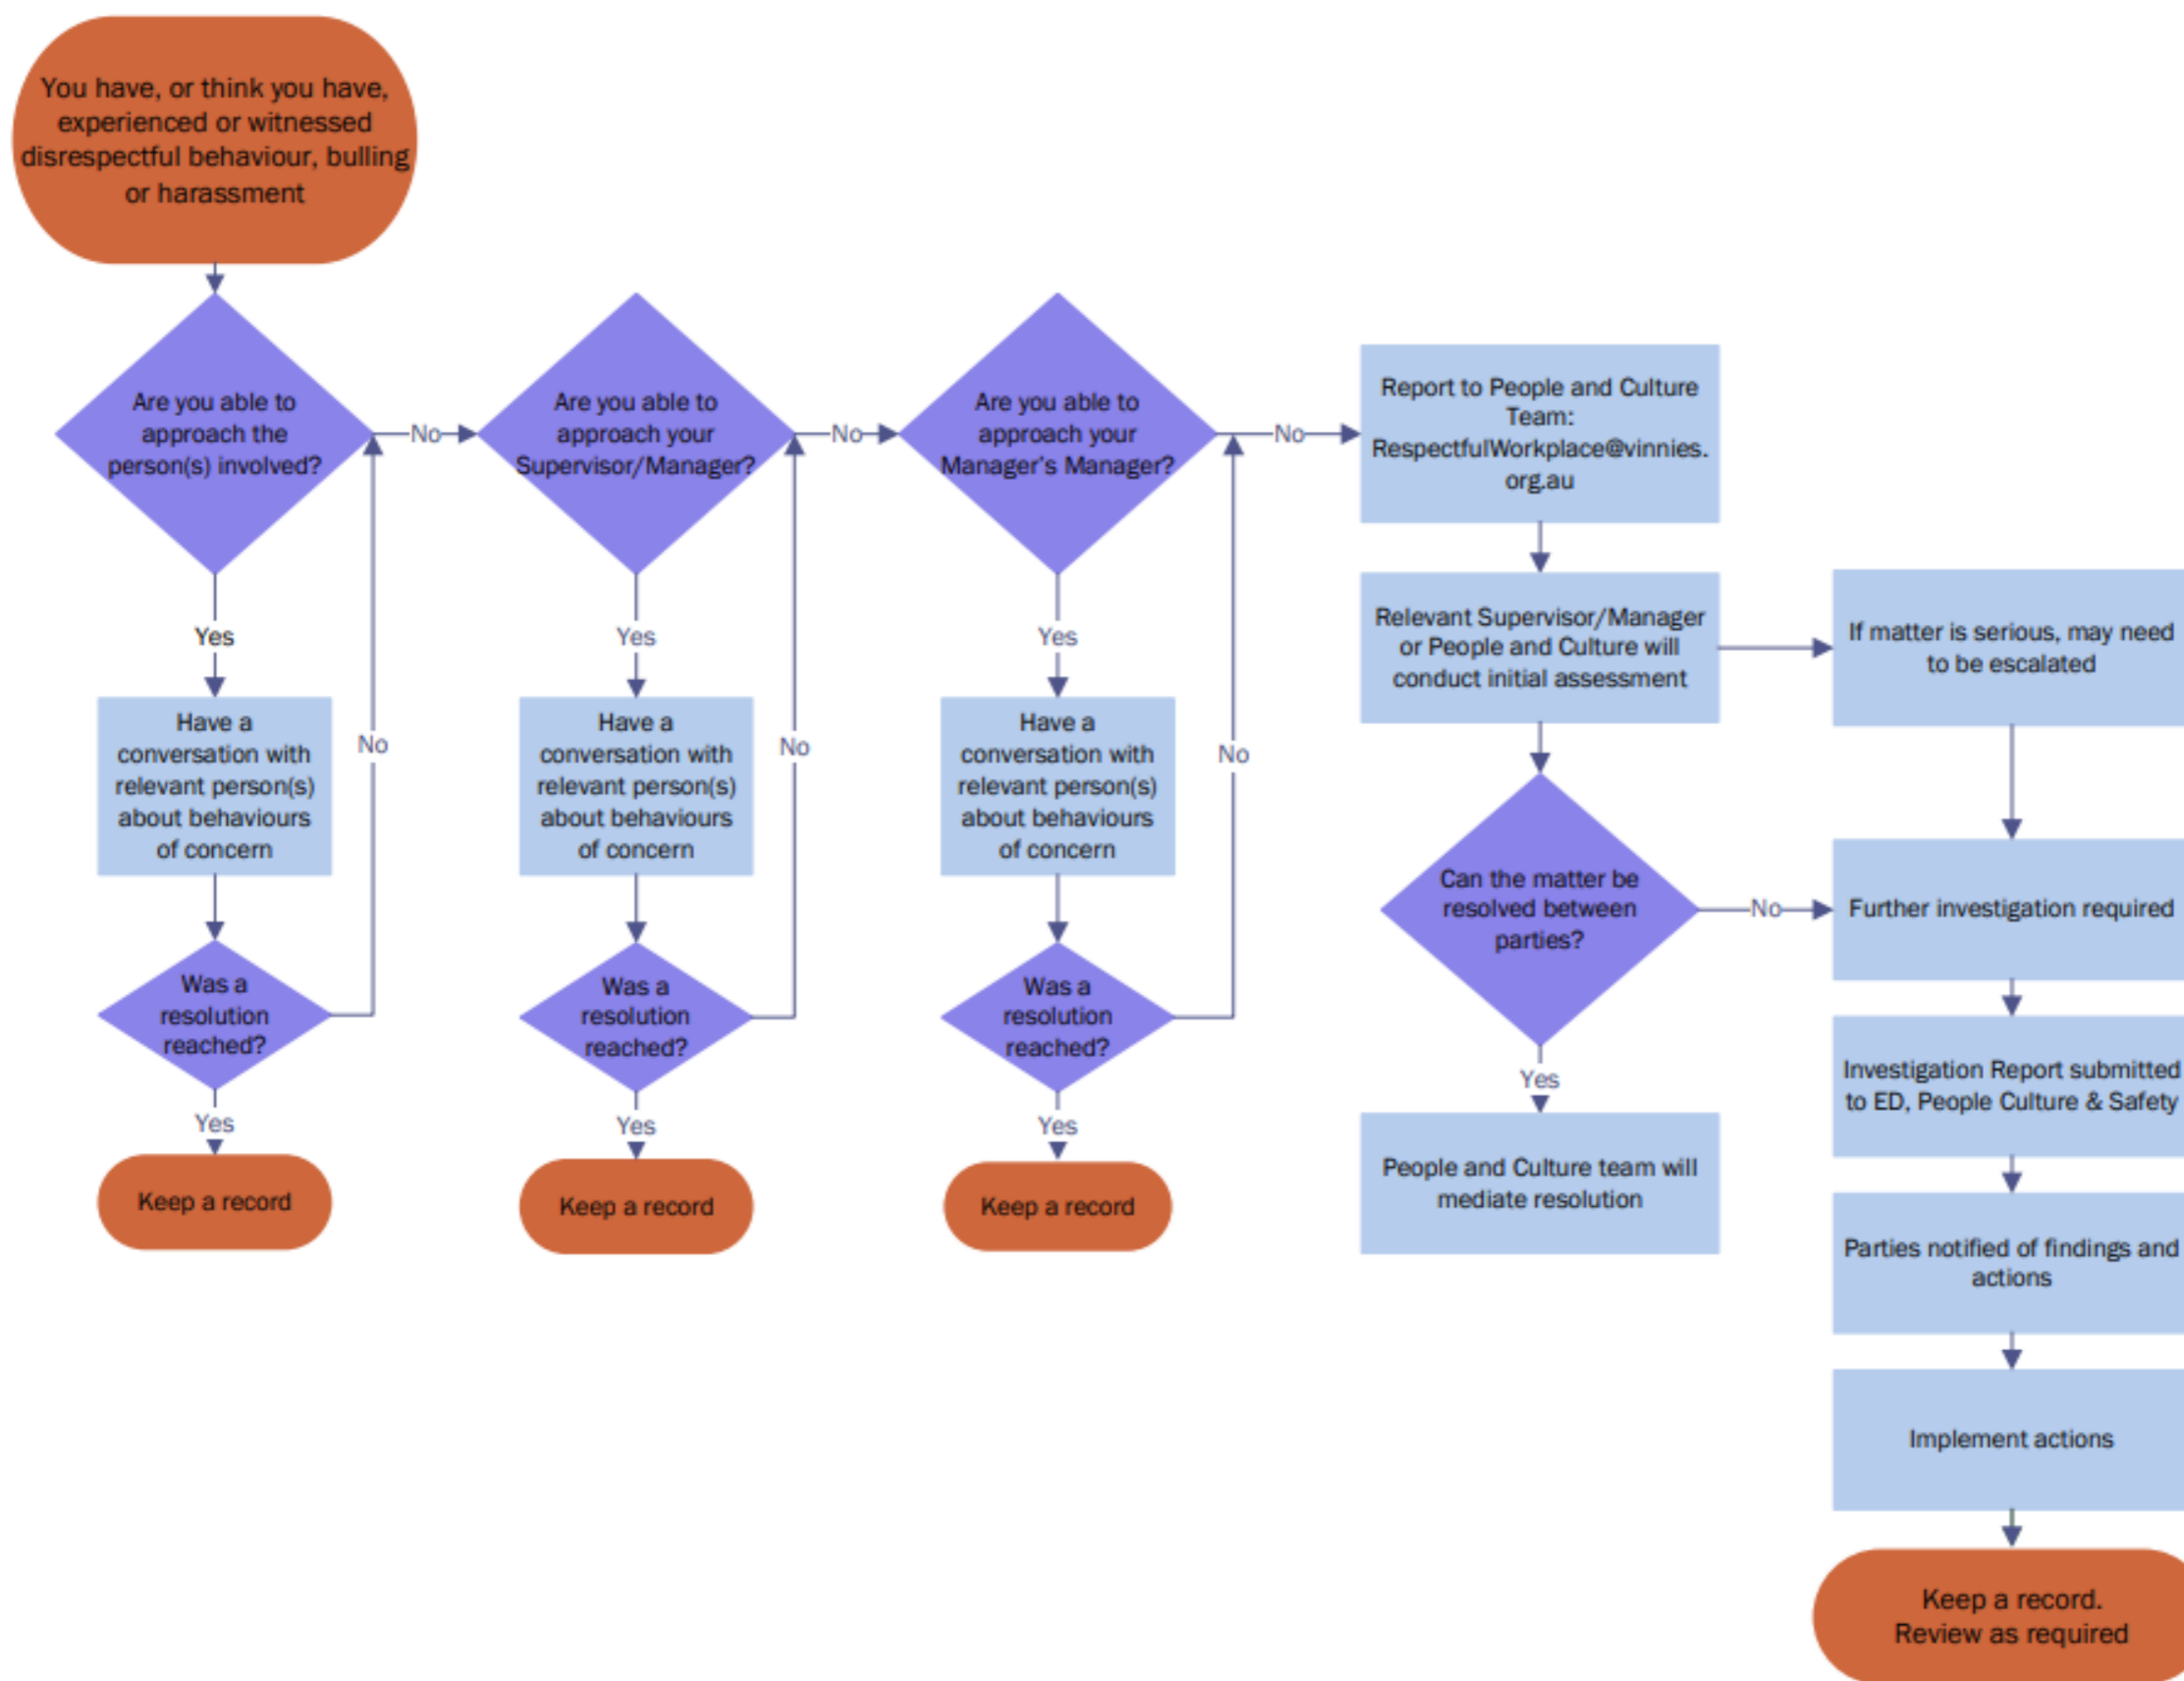 You have, or think you have,
experienced or witnessed
disrespectful behaviour, bulling
or harassment
Are you able to
approach the
person(s) involved?
No
Are you able to
approach your
Supervisor/Manager?
No
Are you able to
approach your
Manager's Manager?
No
Report to People and Culture
Team:
RespectfulWorkplace@vinnies.
org.au
Yes
Have a
conversation with
relevant person(s)
about behaviours
of concern
No
Was a
resolution
reached?
Yes
Keep a record
Yes
Have a
conversation with
relevant person(s)
about behaviours
of concern
No
Was a
resolution
reached?
Yes
Keep a record
Yes
Have a
conversation with
relevant person(s)
about behaviours
of concern
No
Was a
resolution
reached?
Yes
Keep a record
Relevant Supervisor/Manager
or People and Culture will
conduct initial assessment
Can the matter be
resolved between
parties?
No
Yes
People and Culture team will
mediate resolution
If matter is serious, may need
to be escalated
Further investigation required
Investigation Report submitted
to ED, People Culture & Safety
Parties notified of findings and
actions
Implement actions
Keep a record.
Review as required